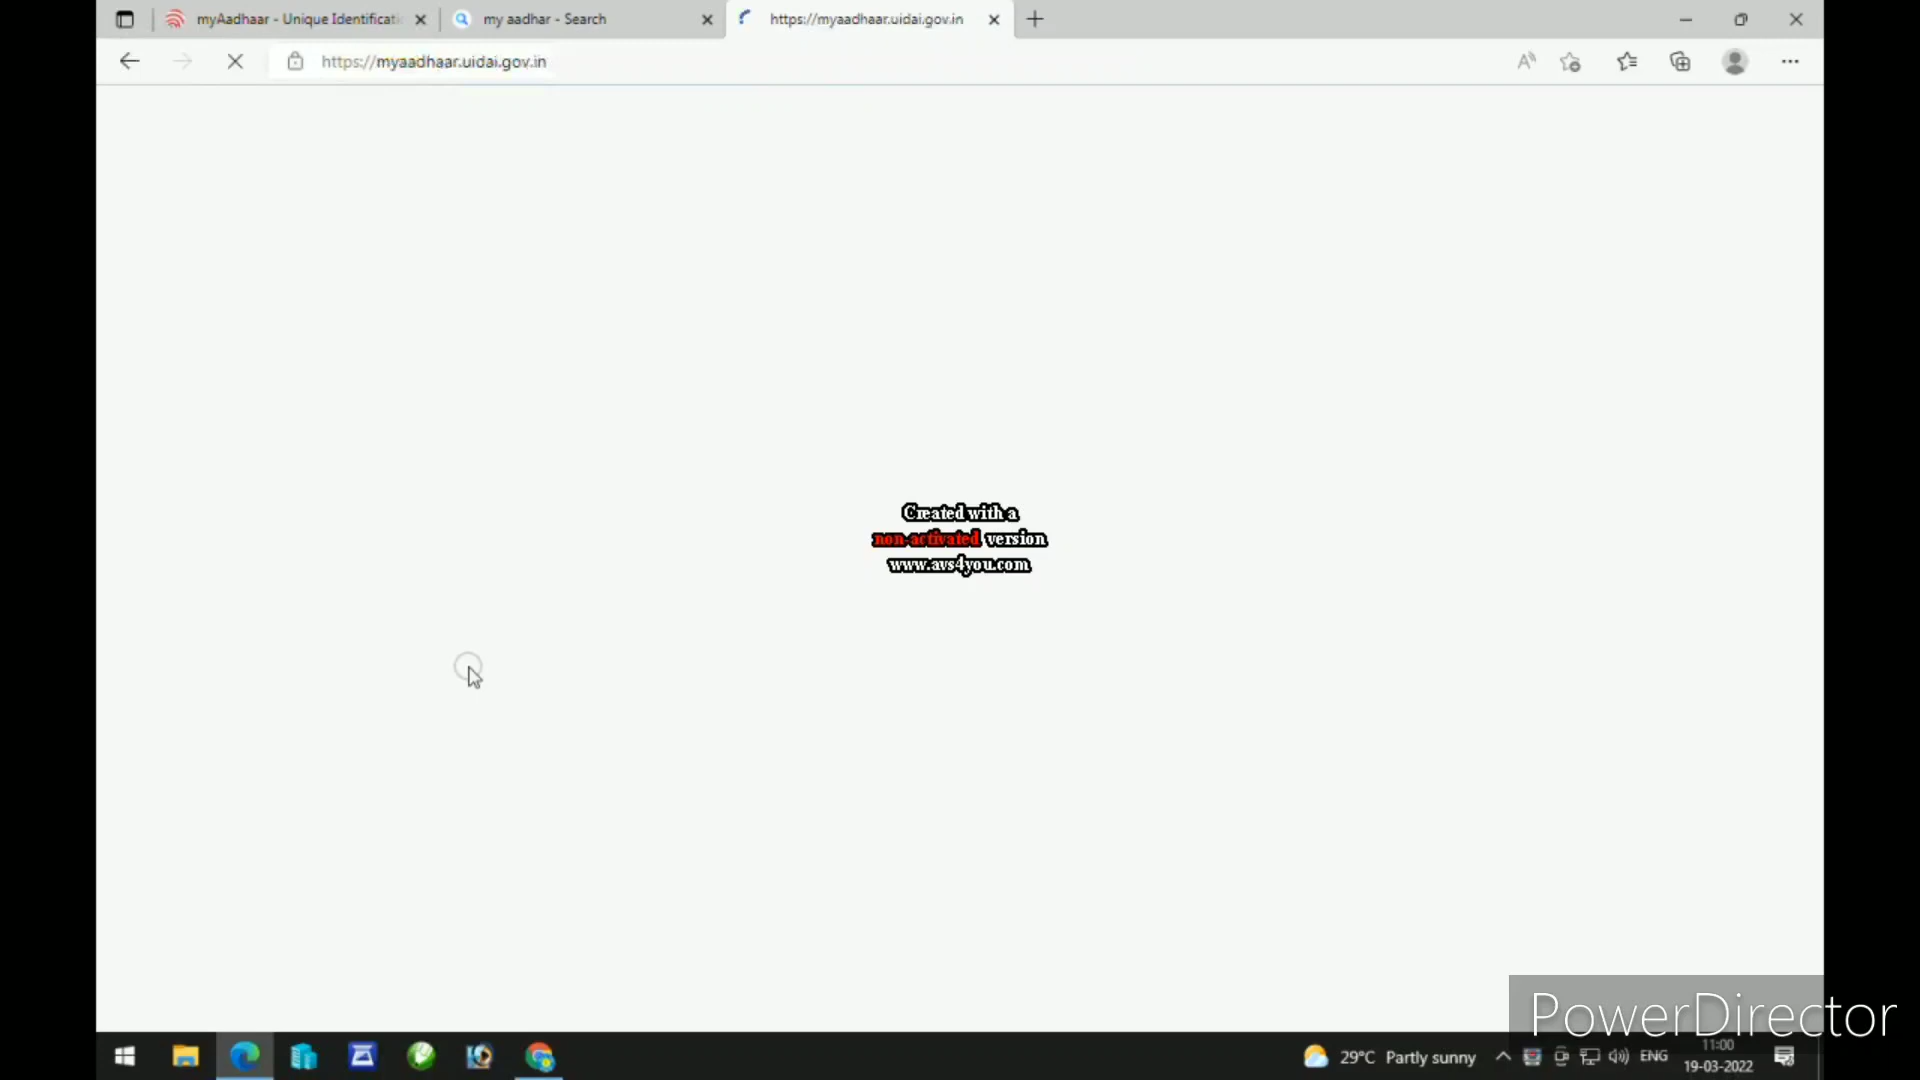 myAadhaar - Unique Identificati
my aadhar - Search
https://myaadhaar.uidai.gov.in
https://myaadhaar.uidai.gov.in
Created with a
non-activated version
www.avs4you.com
PowerDirector
29°C Partly sunny
ENG
11:00
19-03-2022